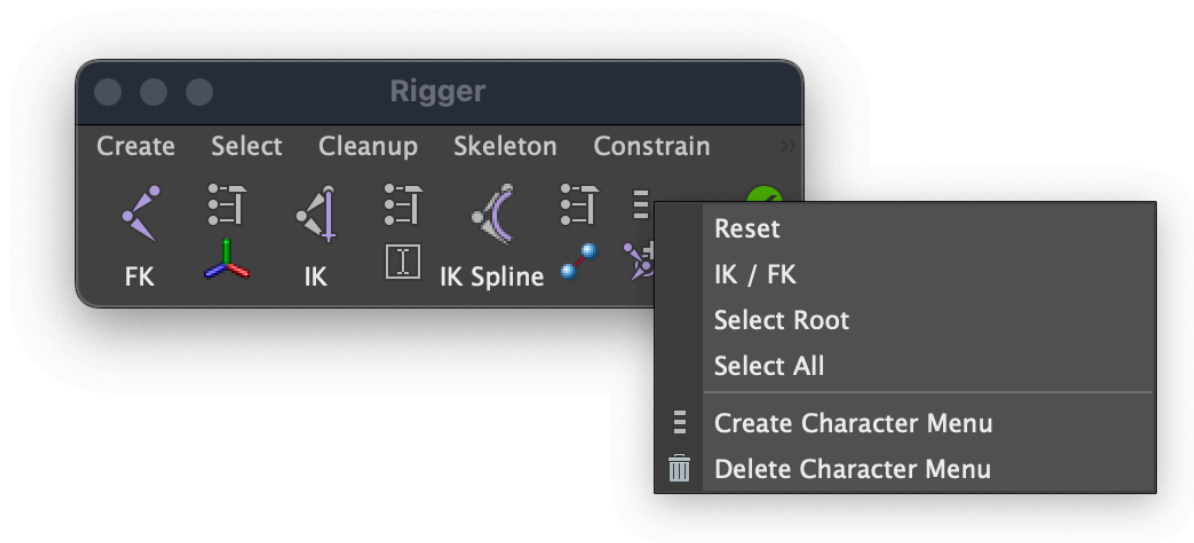 Rigger
Create Select Cleanup Skeleton Constrain »
FK IK IK Spline
Reset
IK / FK
Select Root
Select All
Create Character Menu
Delete Character Menu